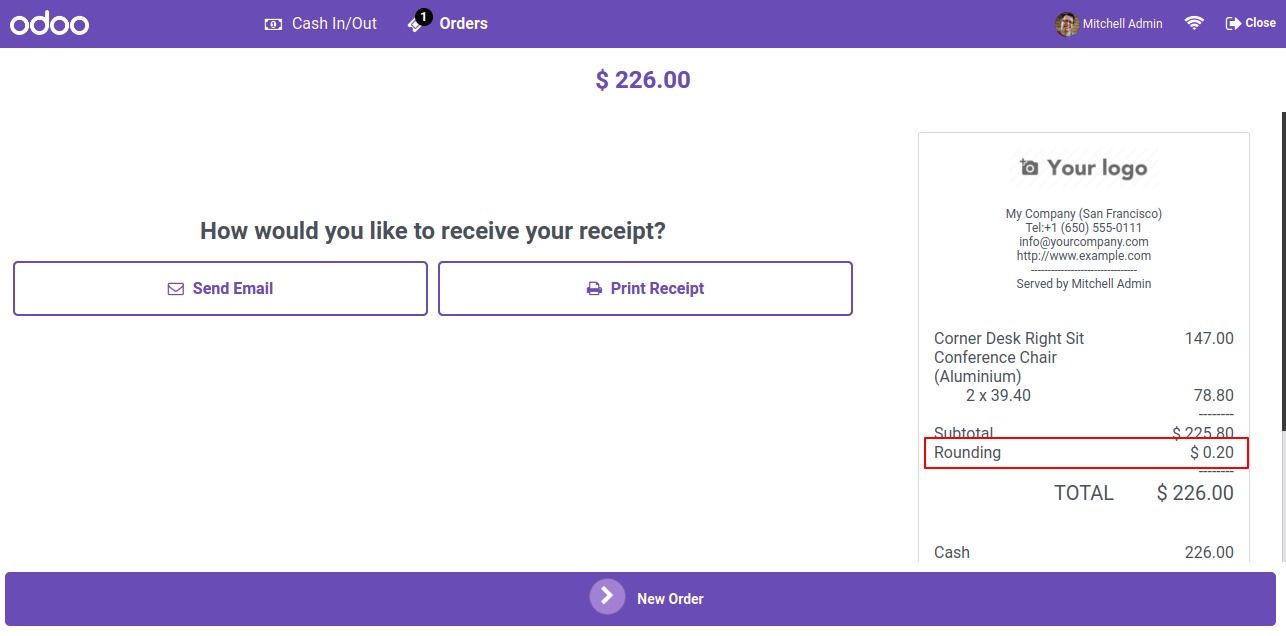 odoo
Cash In/Out
1
Orders
Mitchell Admin
Close
$ 226.00
How would you like to receive your receipt?
Send Email
Print Receipt
Your logo
My Company (San Francisco)
Tel:+1 (650) 555-0111
info@yourcompany.com
http://www.example.com
--------------------------------
Served by Mitchell Admin
Corner Desk Right Sit 147.00
Conference Chair
(Aluminium)
2 x 39.40 78.80
--------
Subtotal $ 225.80
Rounding $ 0.20
--------
TOTAL $ 226.00
Cash 226.00
New Order